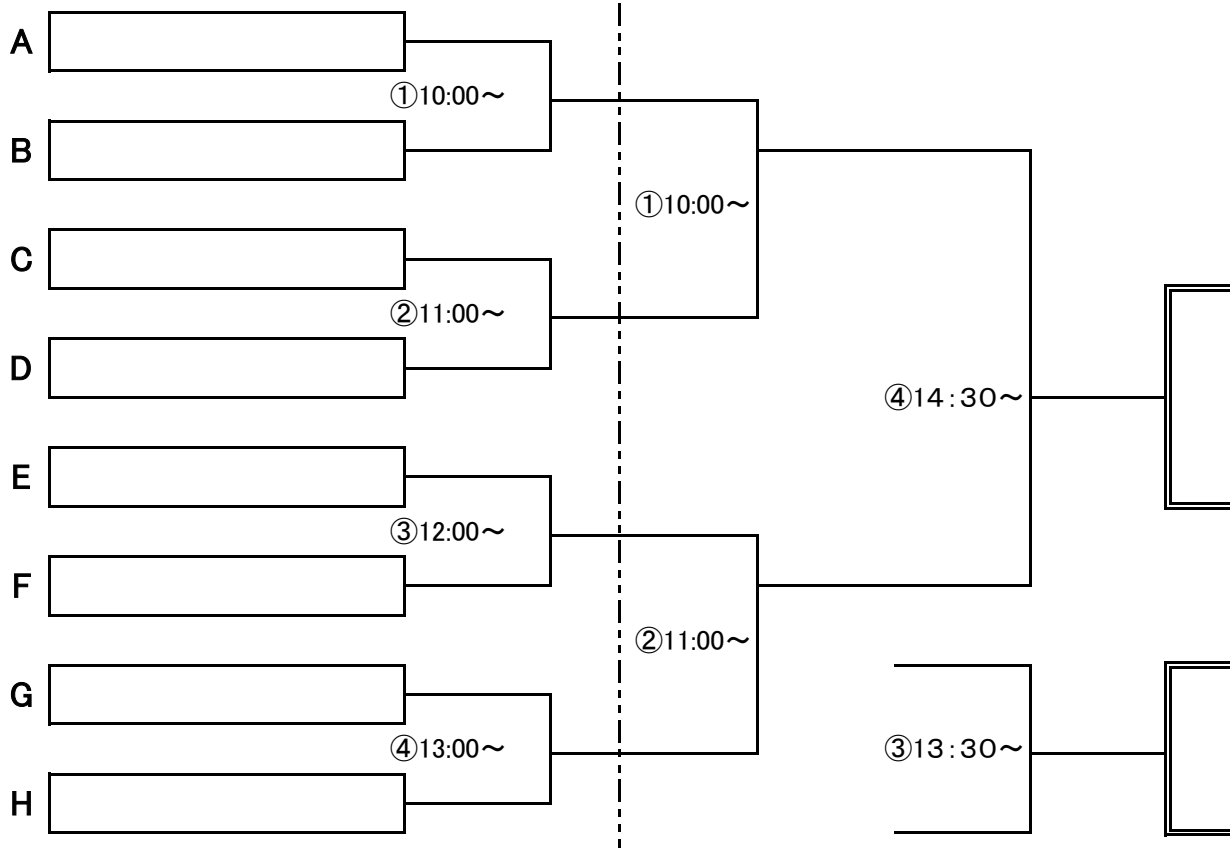 A
①10:00～
B
①10:00～
C
②11:00～
D
④１４：３０～
E
③12:00～
F
②11:00～
G
④13:00～
③１３：３０～
H